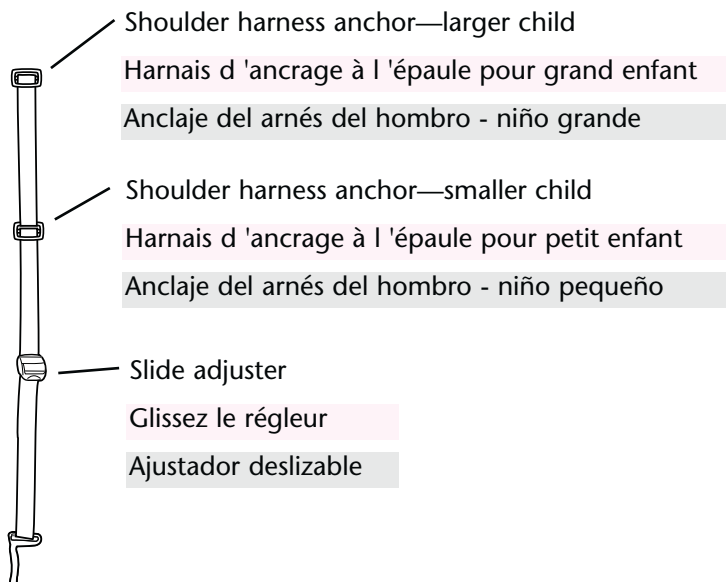 Shoulder harness anchor—larger child
Harnais d 'ancrage à l 'épaule pour grand enfant
Anclaje del arnés del hombro - niño grande
Shoulder harness anchor—smaller child
Harnais d 'ancrage à l 'épaule pour petit enfant
Anclaje del arnés del hombro - niño pequeño
Slide adjuster
Glissez le régleur
Ajustador deslizable